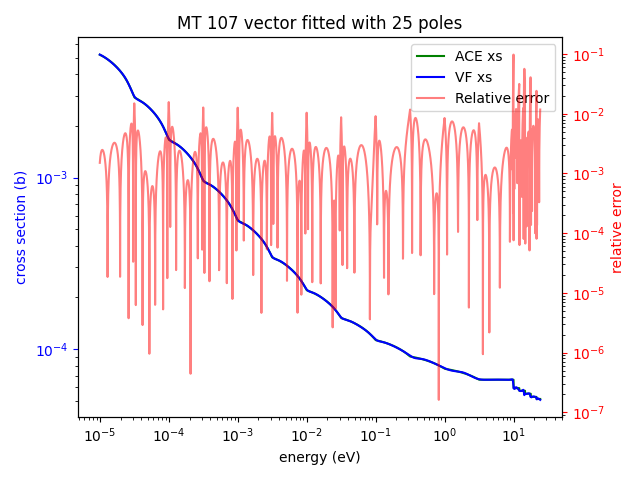 MT 107 vector fitted with 25 poles
ACE xs
VF xs
Relative error
cross section (b)
10⁻³
10⁻⁴
10⁻¹
10⁻²
10⁻³
10⁻⁴
10⁻⁵
10⁻⁶
10⁻⁷
relative error
10⁻⁵ 10⁻⁴ 10⁻³ 10⁻² 10⁻¹ 10⁰ 10¹
energy (eV)